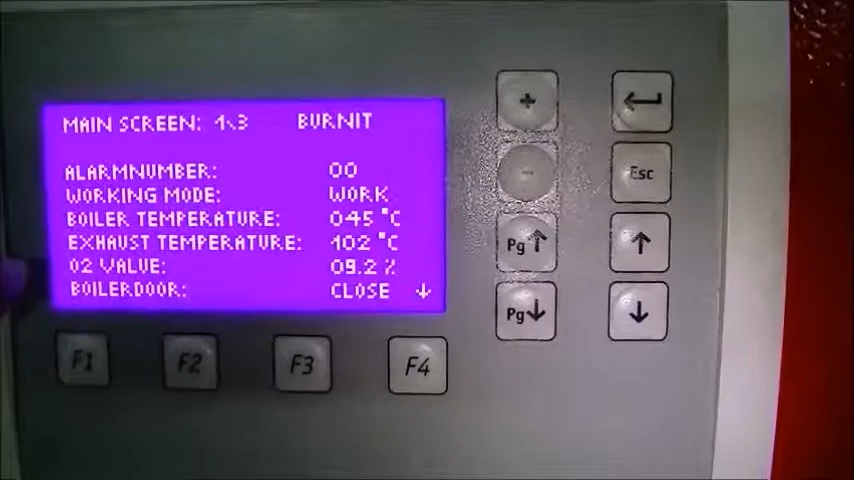 MAIN SCREEN: 1\3 BURNIT
ALARMNUMBER: 00
WORKING MODE: WORK
BOILER TEMPERATURE: 045 °C
EXHAUST TEMPERATURE: 102 °C
O2 VALUE: 09.2 %
BOILERDOOR: CLOSE ↓
F1 F2 F3 F4
+ ↵
- Esc
Pg↑ ↑
Pg↓ ↓